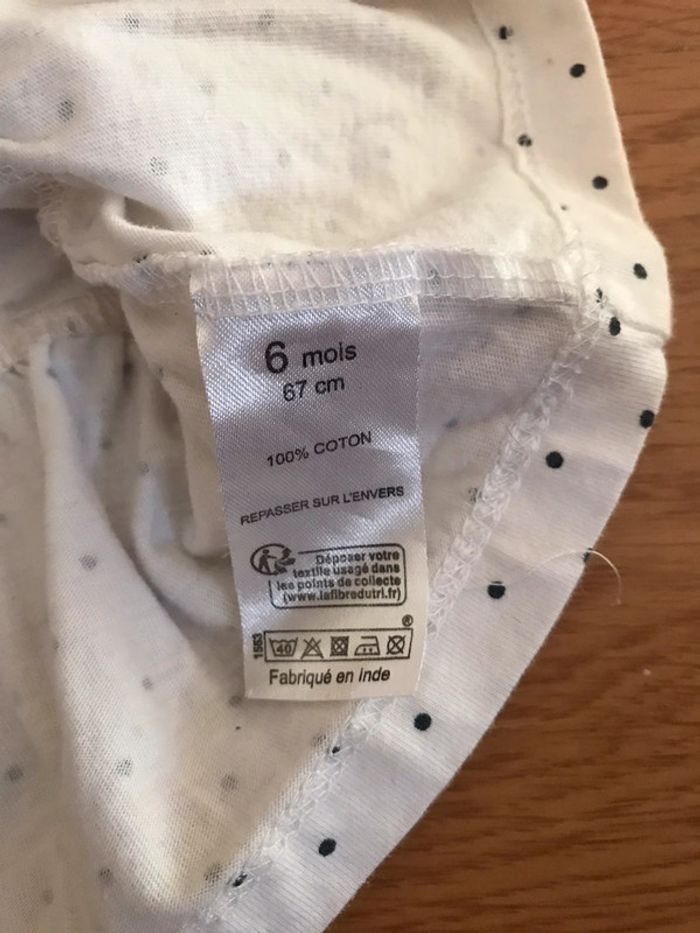 6 mois
67 cm
100% COTON
REPASSER SUR L'ENVERS
Déposer votre
textile usagé dans
les points de collecte
(www.lafibredutri.fr)
®
1563
40
Fabriqué en inde